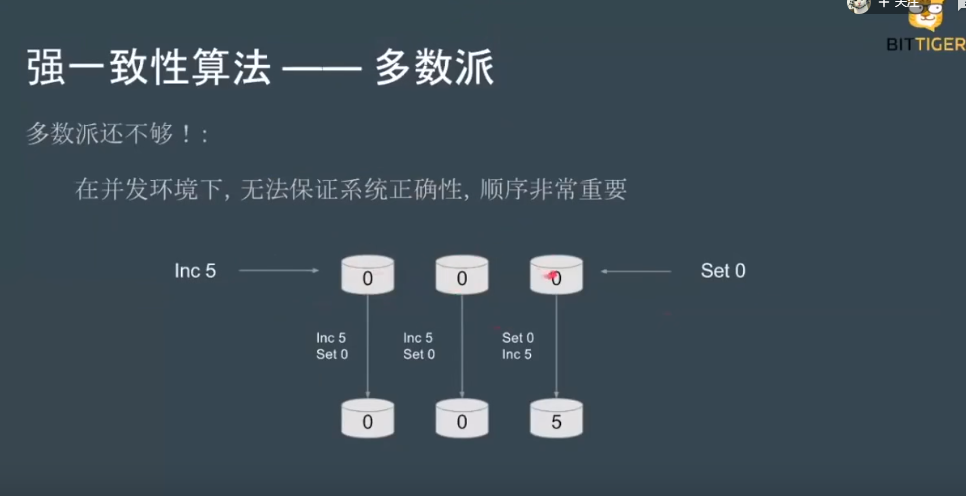 + 关注
BITTIGER
强一致性算法 —— 多数派
多数派还不够！:
在并发环境下, 无法保证系统正确性, 顺序非常重要
Inc 5
0
0
0
Set 0
Inc 5
Set 0
Inc 5
Set 0
Set 0
Inc 5
0
0
5